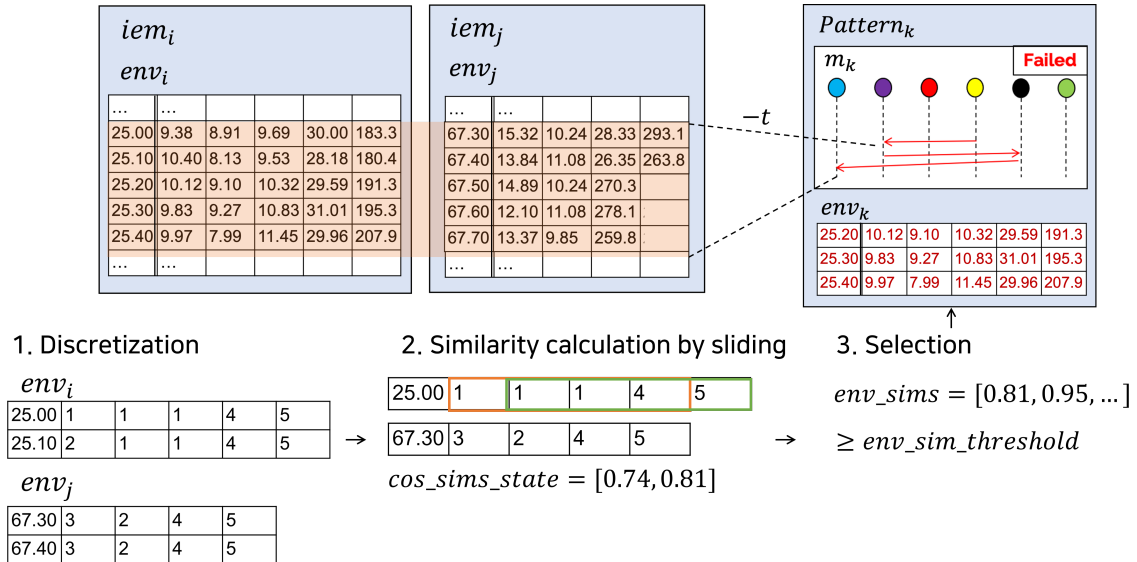 iem_i
env_i
... ...
25.00 9.38 8.91 9.69 30.00 183.3
25.10 10.40 8.13 9.53 28.18 180.4
25.20 10.12 9.10 10.32 29.59 191.3
25.30 9.83 9.27 10.83 31.01 195.3
25.40 9.97 7.99 11.45 29.96 207.9
... ...
iem_j
env_j
... ...
67.30 15.32 10.24 28.33 293.1
67.40 13.84 11.08 26.35 263.8
67.50 14.89 10.24 270.3
67.60 12.10 11.08 278.1
67.70 13.37 9.85 259.8
... ...
−t
Pattern_k
m_k
Failed
env_k
25.20 10.12 9.10 10.32 29.59 191.3
25.30 9.83 9.27 10.83 31.01 195.3
25.40 9.97 7.99 11.45 29.96 207.9
1. Discretization
env_i
25.00 1 1 1 4 5
25.10 2 1 1 4 5
env_j
67.30 3 2 4 5
67.40 3 2 4 5
2. Similarity calculation by sliding
25.00 1 1 1 4 5
67.30 3 2 4 5
cos_sims_state = [0.74, 0.81]
3. Selection
env_sims = [0.81, 0.95, ...]
≥ env_sim_threshold